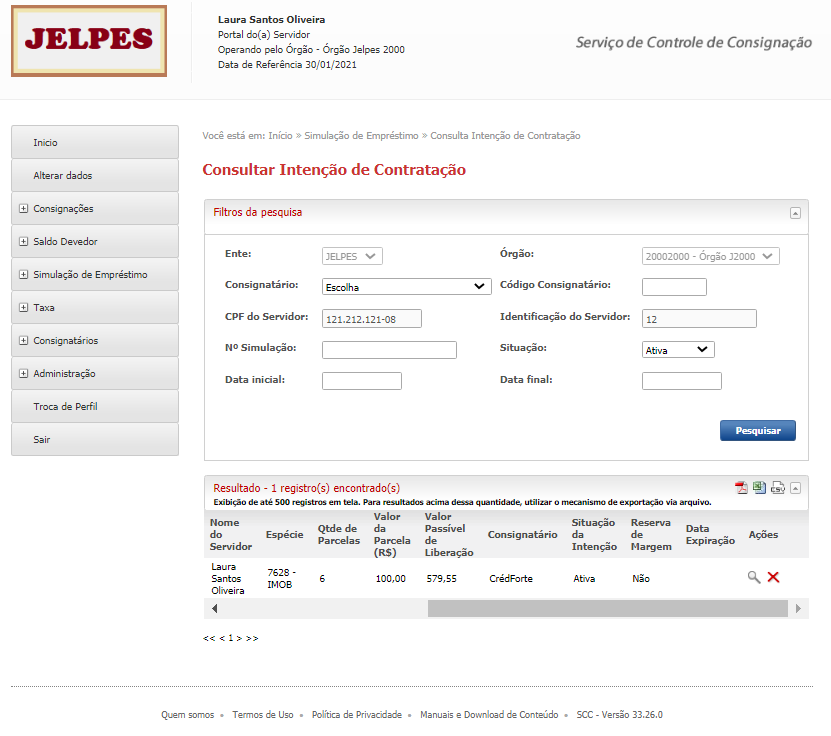 JELPES
Laura Santos Oliveira
Portal do(a) Servidor
Operando pelo Órgão - Órgão Jelpes 2000
Data de Referência 30/01/2021
Serviço de Controle de Consignação
Inicio
Alterar dados
Consignações
Saldo Devedor
Simulação de Empréstimo
Taxa
Consignatários
Administração
Troca de Perfil
Sair
Você está em: Início » Simulação de Empréstimo » Consulta Intenção de Contratação
Consultar Intenção de Contratação
Filtros da pesquisa
Ente: JELPES Órgão: 20002000 - Órgão J2000
Consignatário: Escolha Código Consignatário:
CPF do Servidor: 121.212.121-08 Identificação do Servidor: 12
Nº Simulação: Situação: Ativa
Data inicial: Data final:
Pesquisar
Resultado - 1 registro(s) encontrado(s)
CSV
Exibição de até 500 registros em tela. Para resultados acima dessa quantidade, utilizar o mecanismo de exportação via arquivo.
Nome do Servidor Espécie Qtde de Parcelas Valor da Parcela (R$) Valor Passível de Liberação Consignatário Situação da Intenção Reserva de Margem Data Expiração Ações
Laura Santos Oliveira 7628 - IMOB 6 100,00 579,55 CrédForte Ativa Não
<< < 1 > >>
Quem somos • Termos de Uso • Política de Privacidade • Manuais e Download de Conteúdo • SCC - Versão 33.26.0